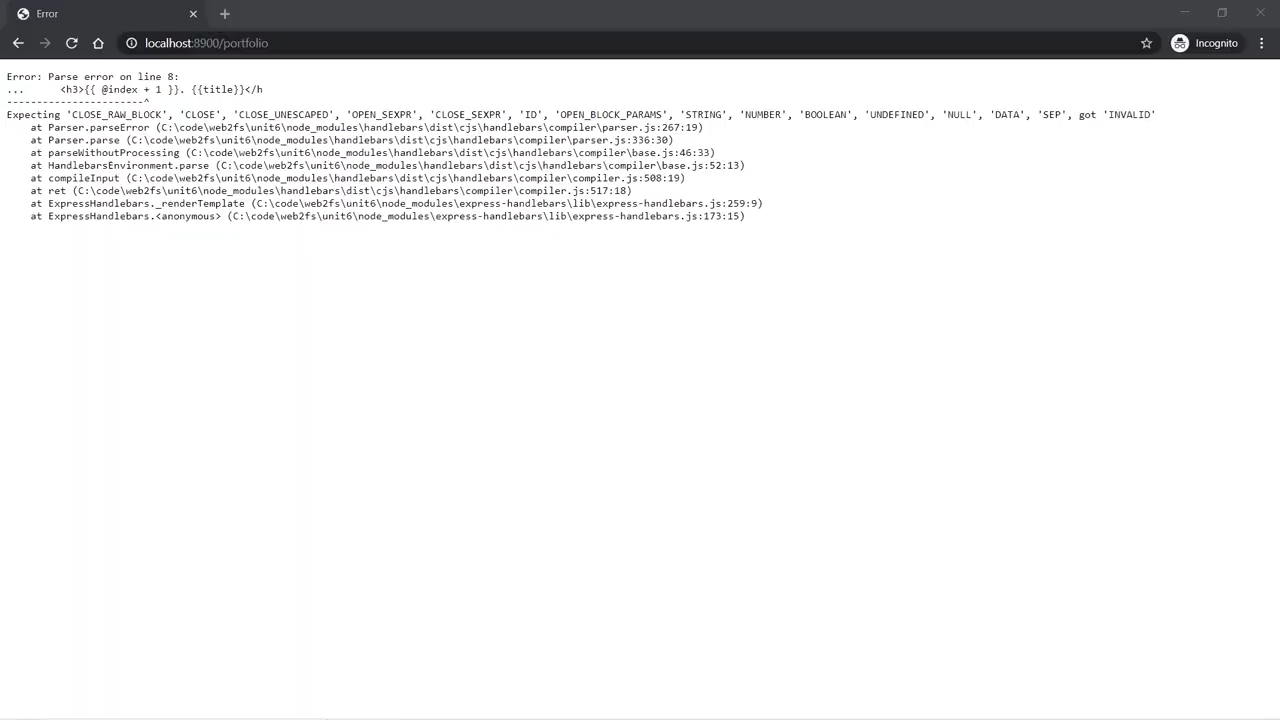 Error
localhost:8900/portfolio
Incognito
Error: Parse error on line 8:
...      <h3>{{ @index + 1 }}. {{title}}</h
-----------------------^
Expecting 'CLOSE_RAW_BLOCK', 'CLOSE', 'CLOSE_UNESCAPED', 'OPEN_SEXPR', 'CLOSE_SEXPR', 'ID', 'OPEN_BLOCK_PARAMS', 'STRING', 'NUMBER', 'BOOLEAN', 'UNDEFINED', 'NULL', 'DATA', 'SEP', got 'INVALID'
    at Parser.parseError (C:\code\web2fs\unit6\node_modules\handlebars\dist\cjs\handlebars\compiler\parser.js:267:19)
    at Parser.parse (C:\code\web2fs\unit6\node_modules\handlebars\dist\cjs\handlebars\compiler\parser.js:336:30)
    at parseWithoutProcessing (C:\code\web2fs\unit6\node_modules\handlebars\dist\cjs\handlebars\compiler\base.js:46:33)
    at HandlebarsEnvironment.parse (C:\code\web2fs\unit6\node_modules\handlebars\dist\cjs\handlebars\compiler\base.js:52:13)
    at compileInput (C:\code\web2fs\unit6\node_modules\handlebars\dist\cjs\handlebars\compiler\compiler.js:508:19)
    at ret (C:\code\web2fs\unit6\node_modules\handlebars\dist\cjs\handlebars\compiler\compiler.js:517:18)
    at ExpressHandlebars._renderTemplate (C:\code\web2fs\unit6\node_modules\express-handlebars\lib\express-handlebars.js:259:9)
    at ExpressHandlebars.<anonymous> (C:\code\web2fs\unit6\node_modules\express-handlebars\lib\express-handlebars.js:173:15)